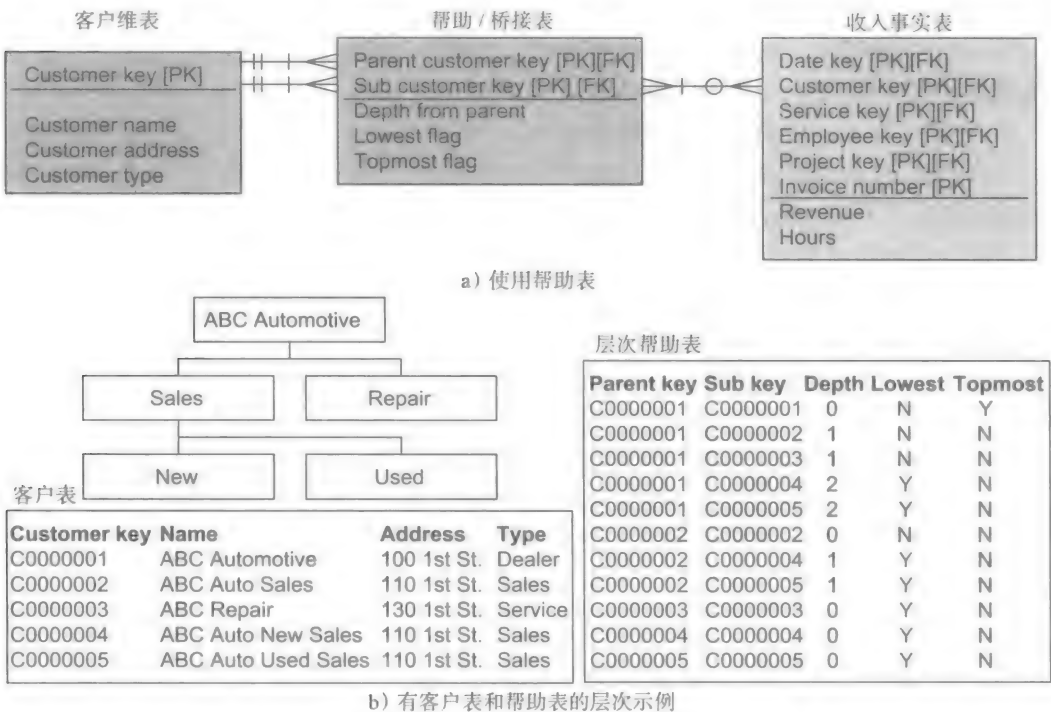 客户维表
Customer key [PK]
Customer name
Customer address
Customer type
帮助/桥接表
Parent customer key [PK][FK]
Sub customer key [PK] [FK]
Depth from parent
Lowest flag
Topmost flag
收入事实表
Date key [PK][FK]
Customer key [PK][FK]
Service key [PK][FK]
Employee key [PK][FK]
Project key [PK][FK]
Invoice number [PK]
Revenue
Hours
a) 使用帮助表
ABC Automotive
Sales
Repair
New
Used
客户表
Customer key Name Address Type
C0000001 ABC Automotive 100 1st St. Dealer
C0000002 ABC Auto Sales 110 1st St. Sales
C0000003 ABC Repair 130 1st St. Service
C0000004 ABC Auto New Sales 110 1st St. Sales
C0000005 ABC Auto Used Sales 110 1st St. Sales
层次帮助表
Parent key Sub key Depth Lowest Topmost
C0000001 C0000001 0 N Y
C0000001 C0000002 1 N N
C0000001 C0000003 1 N N
C0000001 C0000004 2 Y N
C0000001 C0000005 2 Y N
C0000002 C0000002 0 N N
C0000002 C0000004 1 Y N
C0000002 C0000005 1 Y N
C0000003 C0000003 0 Y N
C0000004 C0000004 0 Y N
C0000005 C0000005 0 Y N
b) 有客户表和帮助表的层次示例